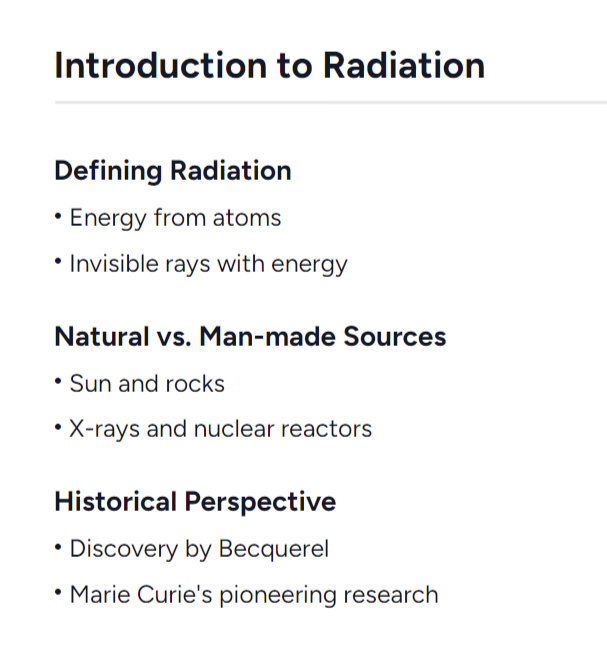 Introduction to Radiation
Defining Radiation
• Energy from atoms
• Invisible rays with energy
Natural vs. Man-made Sources
• Sun and rocks
• X-rays and nuclear reactors
Historical Perspective
• Discovery by Becquerel
• Marie Curie's pioneering research